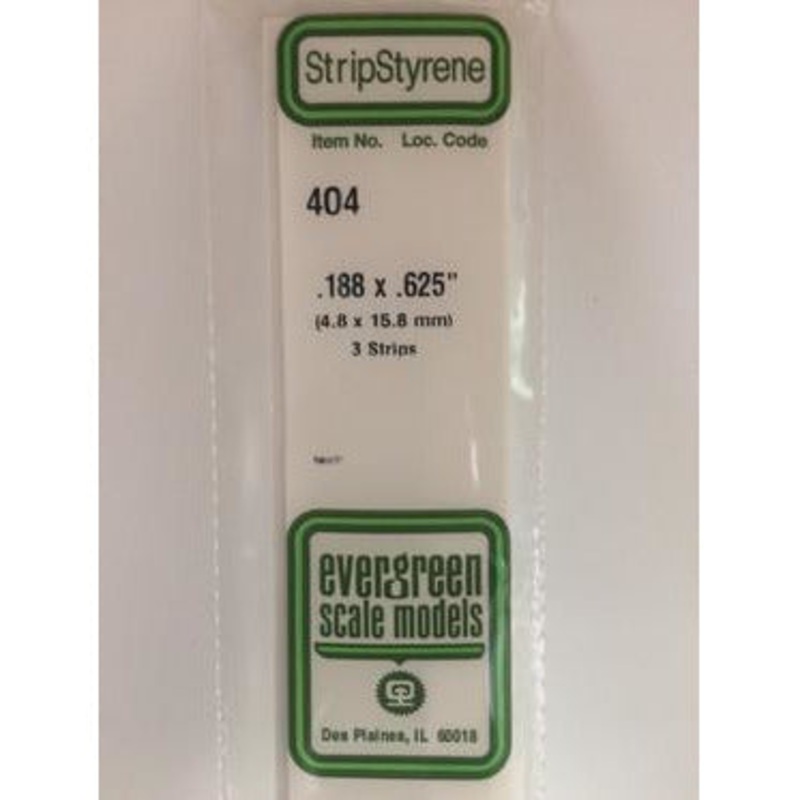 StripStyrene
Item No. Loc. Code
404
.188 x .625"
(4.8 x 15.8 mm)
3 Strips
evergreen
scale models
Des Plaines, IL 60018